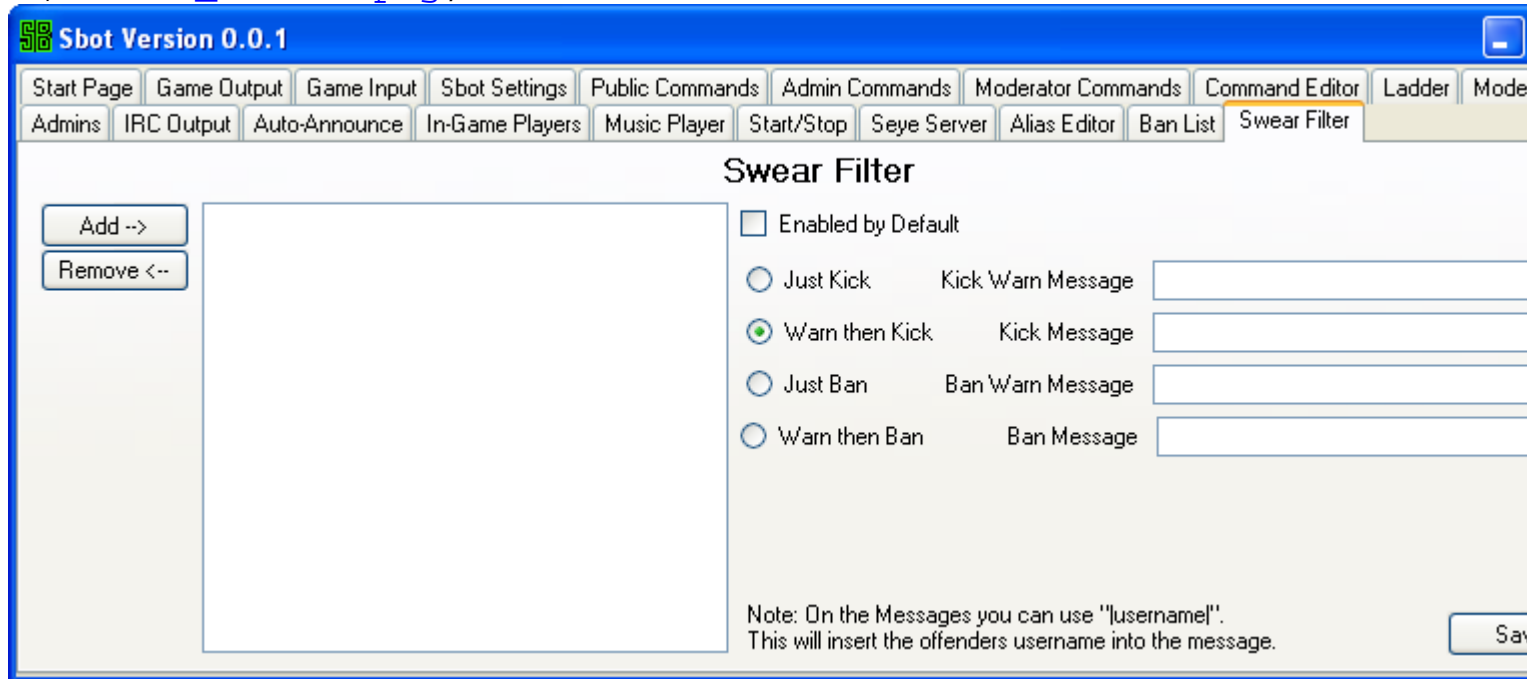 SB Sbot Version 0.0.1
Start Page Game Output Game Input Sbot Settings Public Commands Admin Commands Moderator Commands Command Editor Ladder Mode
Admins IRC Output Auto-Announce In-Game Players Music Player Start/Stop Seye Server Alias Editor Ban List Swear Filter
Swear Filter
Add -->
Remove <--
Enabled by Default
Just Kick Kick Warn Message
Warn then Kick Kick Message
Just Ban Ban Warn Message
Warn then Ban Ban Message
Note: On the Messages you can use "|username|".
This will insert the offenders username into the message.
Sav